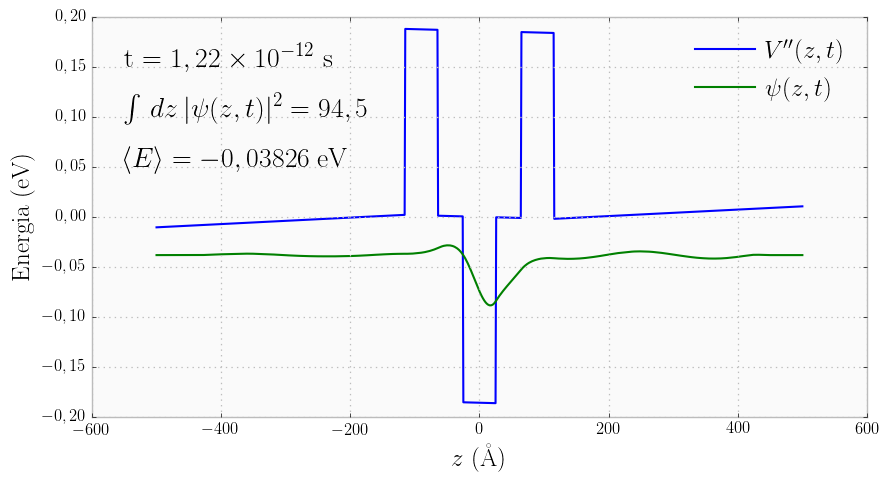 0,20
0,15
0,10
0,05
0,00
−0,05
−0,10
−0,15
−0,20
Energia (eV)
t = 1,22 × 10⁻¹² s
∫ dz |ψ(z, t)|² = 94,5
⟨E⟩ = −0,03826 eV
V″(z, t)
ψ(z, t)
−600 −400 −200 0 200 400 600
z (Å)